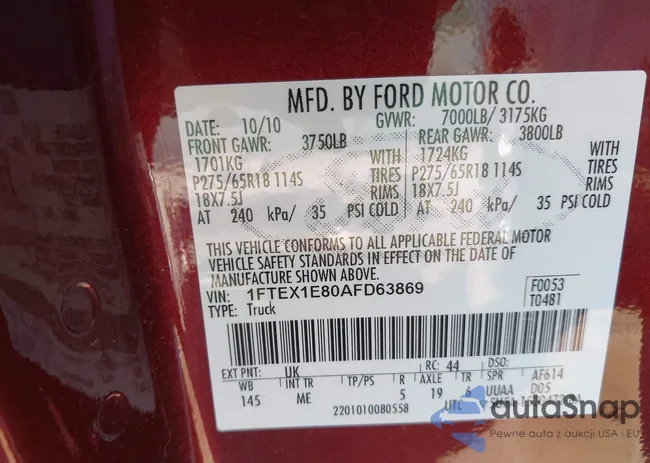 MFD. BY FORD MOTOR CO.
DATE: 10/10 GVWR: 7000LB/ 3175KG
FRONT GAWR: 3750LB REAR GAWR: 3800LB
1701KG WITH 1724KG WITH
P275/65R18 114S TIRES P275/65R18 114S TIRES
18X7.5J RIMS 18X7.5J RIMS
AT 240 kPa/ 35 PSI COLD AT 240 kPa/ 35 PSI COLD
THIS VEHICLE CONFORMS TO ALL APPLICABLE FEDERAL MOTOR
VEHICLE SAFETY STANDARDS IN EFFECT ON THE DATE OF
MANUFACTURE SHOWN ABOVE.
VIN: 1FTEX1E80AFD63869 F0053
TYPE: Truck T0481
EXT PNT: UK RC: 44 DSO:
WB INT TR TP/PS R AXLE TR SPR AF614
145 ME 5 19 6 UUAA D05
2201010080558 UTC
autaSnap
Pewne auta z aukcji USA i EU